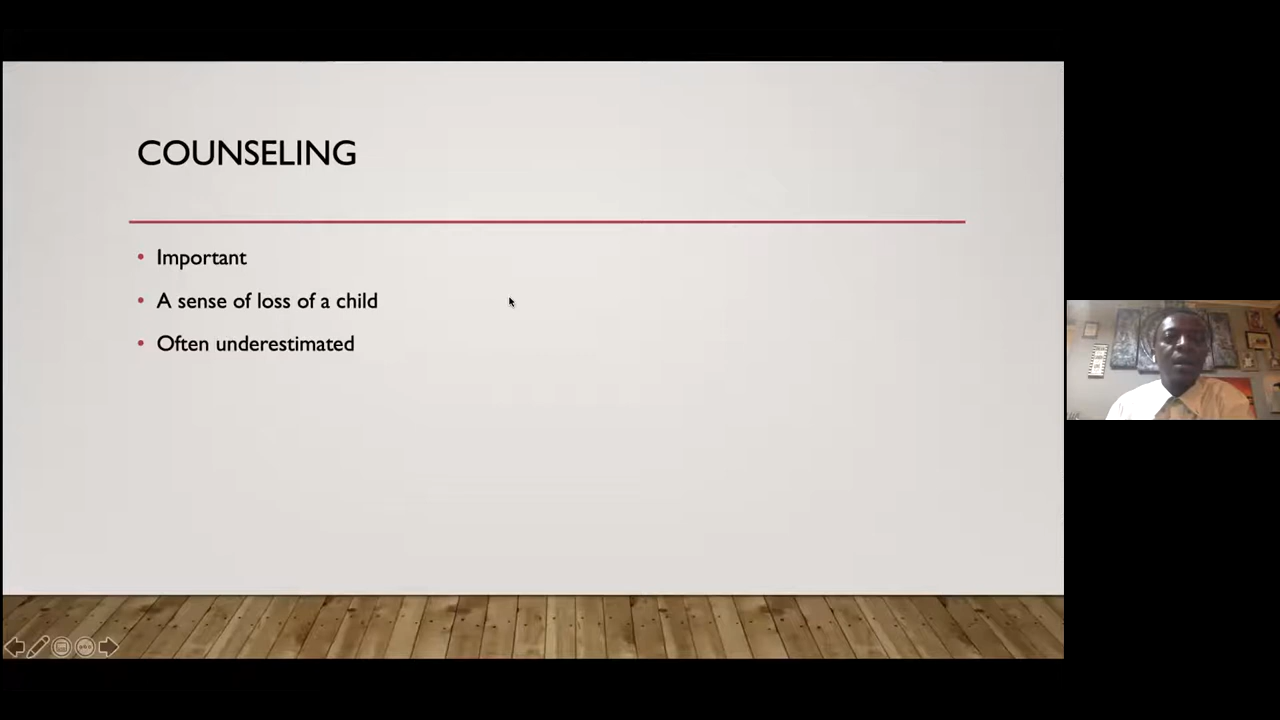 COUNSELING
• Important
• A sense of loss of a child
• Often underestimated